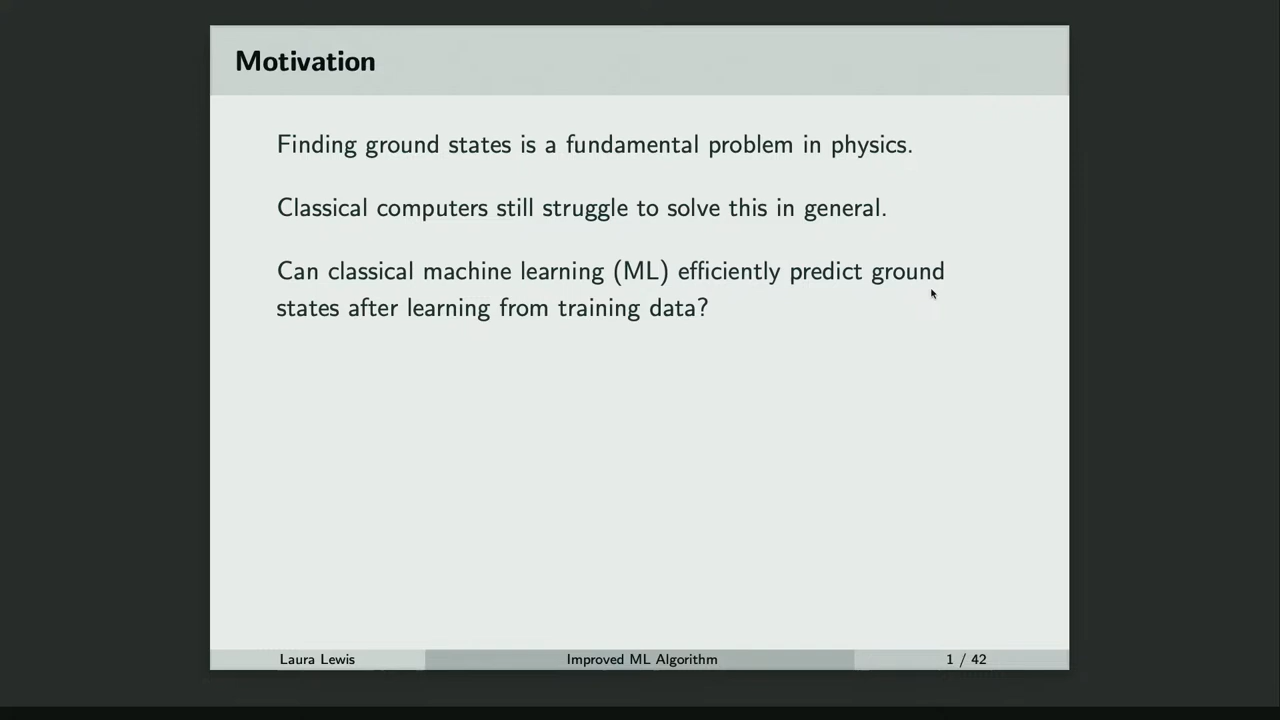 Motivation
Finding ground states is a fundamental problem in physics.
Classical computers still struggle to solve this in general.
Can classical machine learning (ML) efficiently predict ground
states after learning from training data?
Laura Lewis
Improved ML Algorithm
1 / 42